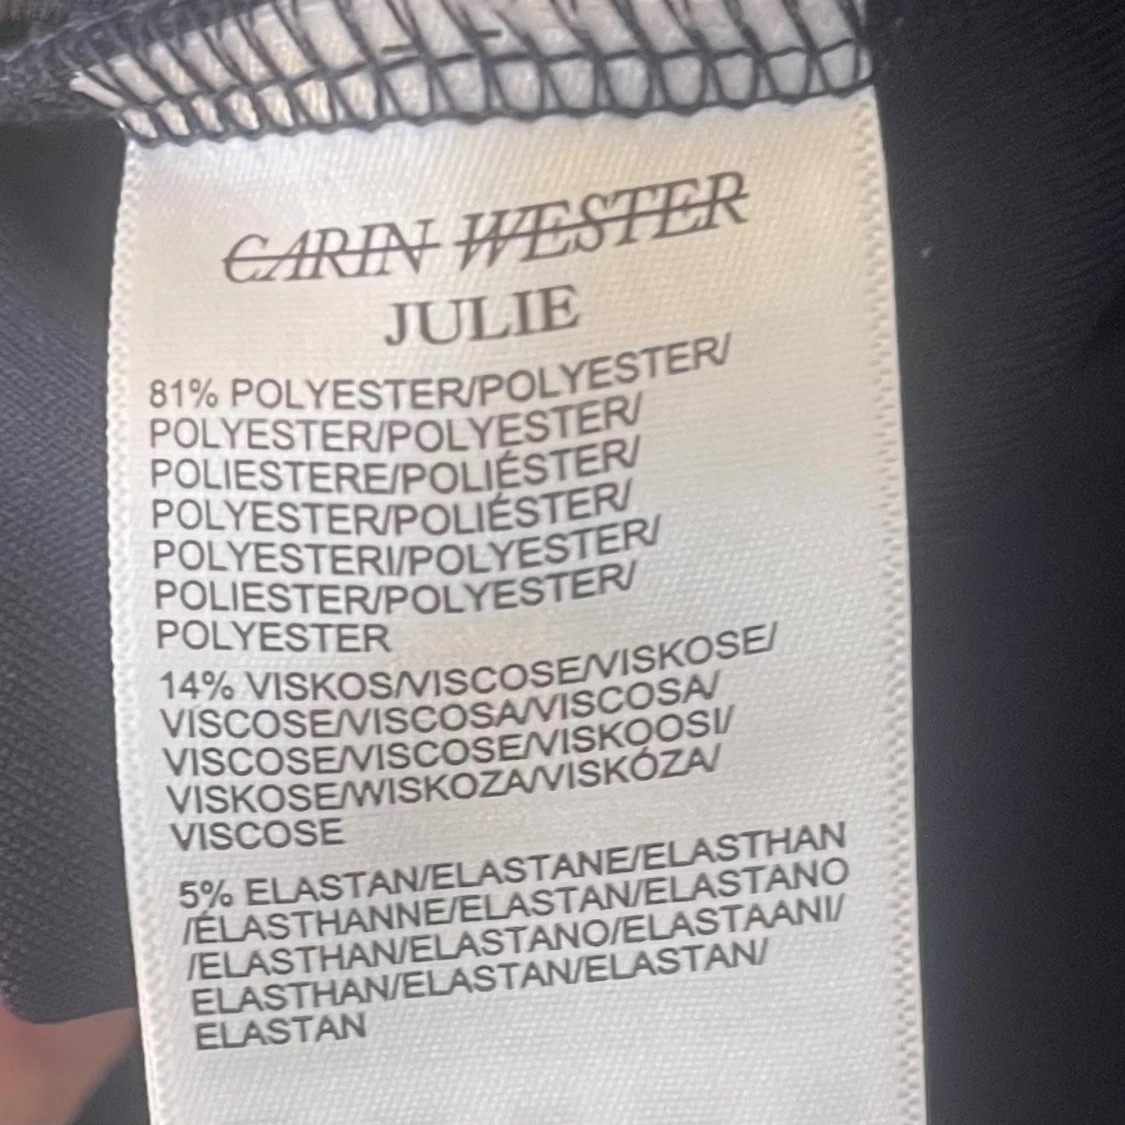 CARIN WESTER
JULIE
81% POLYESTER/POLYESTER/
POLYESTER/POLYESTER/
POLIESTERE/POLIÉSTER/
POLYESTER/POLIÉSTER/
POLYESTERI/POLYESTER/
POLIESTER/POLYESTER/
POLYESTER
14% VISKOS/VISCOSE/VISKOSE/
VISCOSE/VISCOSA/VISCOSA/
VISCOSE/VISCOSE/VISKOOSI/
VISKOSE/WISKOZA/VISKÓZA/
VISCOSE
5% ELASTAN/ELASTANE/ELASTHAN
/ÉLASTHANNE/ELASTAN/ELASTANO
/ELASTHAN/ELASTANO/ELASTAANI/
ELASTHAN/ELASTAN/ELASTAN/
ELASTAN